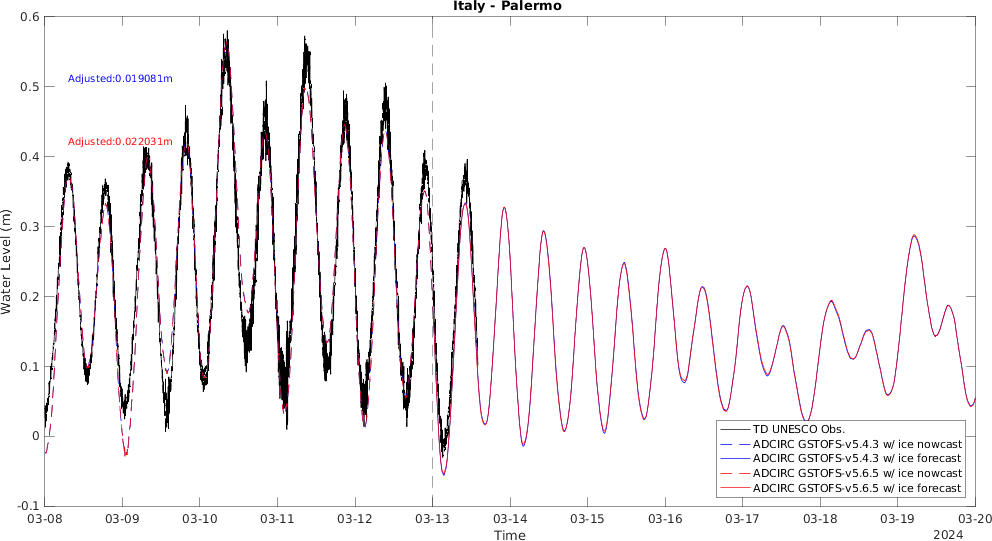 Italy - Palermo
0.6
0.5
0.4
0.3
0.2
0.1
0
-0.1
Water Level (m)
Adjusted:0.019081m
Adjusted:0.022031m
TD UNESCO Obs.
ADCIRC GSTOFS-v5.4.3 w/ ice nowcast
ADCIRC GSTOFS-v5.4.3 w/ ice forecast
ADCIRC GSTOFS-v5.6.5 w/ ice nowcast
ADCIRC GSTOFS-v5.6.5 w/ ice forecast
03-08 03-09 03-10 03-11 03-12 03-13 03-14 03-15 03-16 03-17 03-18 03-19 03-20
Time
2024